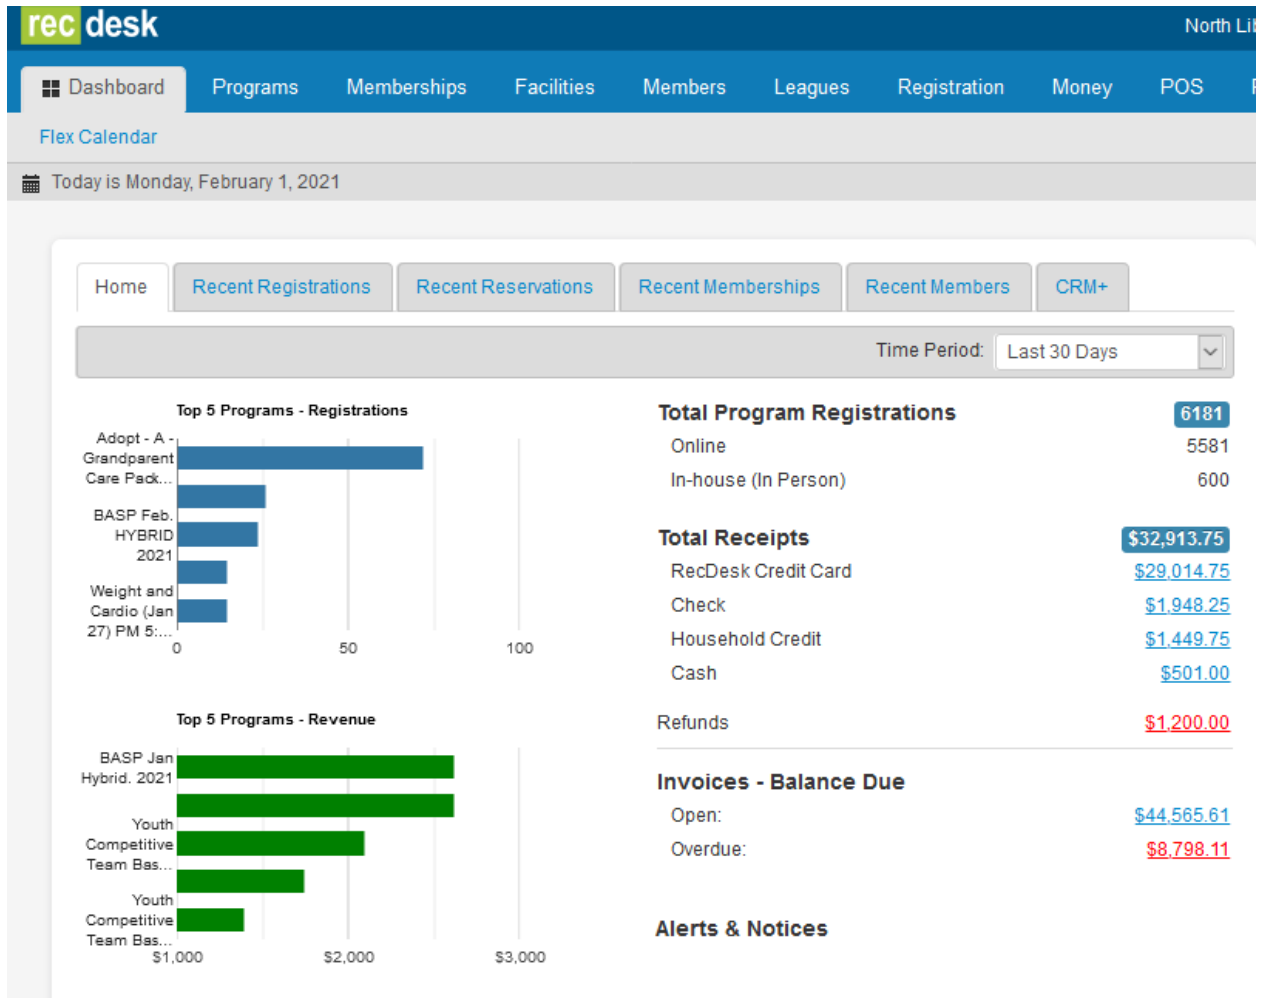 rec desk
North Lib
Dashboard Programs Memberships Facilities Members Leagues Registration Money POS
Flex Calendar
Today is Monday, February 1, 2021
Home Recent Registrations Recent Reservations Recent Memberships Recent Members CRM+
Time Period: Last 30 Days
Top 5 Programs - Registrations
Adopt - A -
Grandparent
Care Pack...
BASP Feb.
HYBRID
2021
Weight and
Cardio (Jan
27) PM 5:...
0 50 100
Top 5 Programs - Revenue
BASP Jan
Hybrid. 2021
Youth
Competitive
Team Bas...
Youth
Competitive
Team Bas...
$1,000 $2,000 $3,000
Total Program Registrations 6181
Online 5581
In-house (In Person) 600
Total Receipts $32,913.75
RecDesk Credit Card $29,014.75
Check $1,948.25
Household Credit $1,449.75
Cash $501.00
Refunds $1,200.00
Invoices - Balance Due
Open: $44,565.61
Overdue: $8,798.11
Alerts & Notices